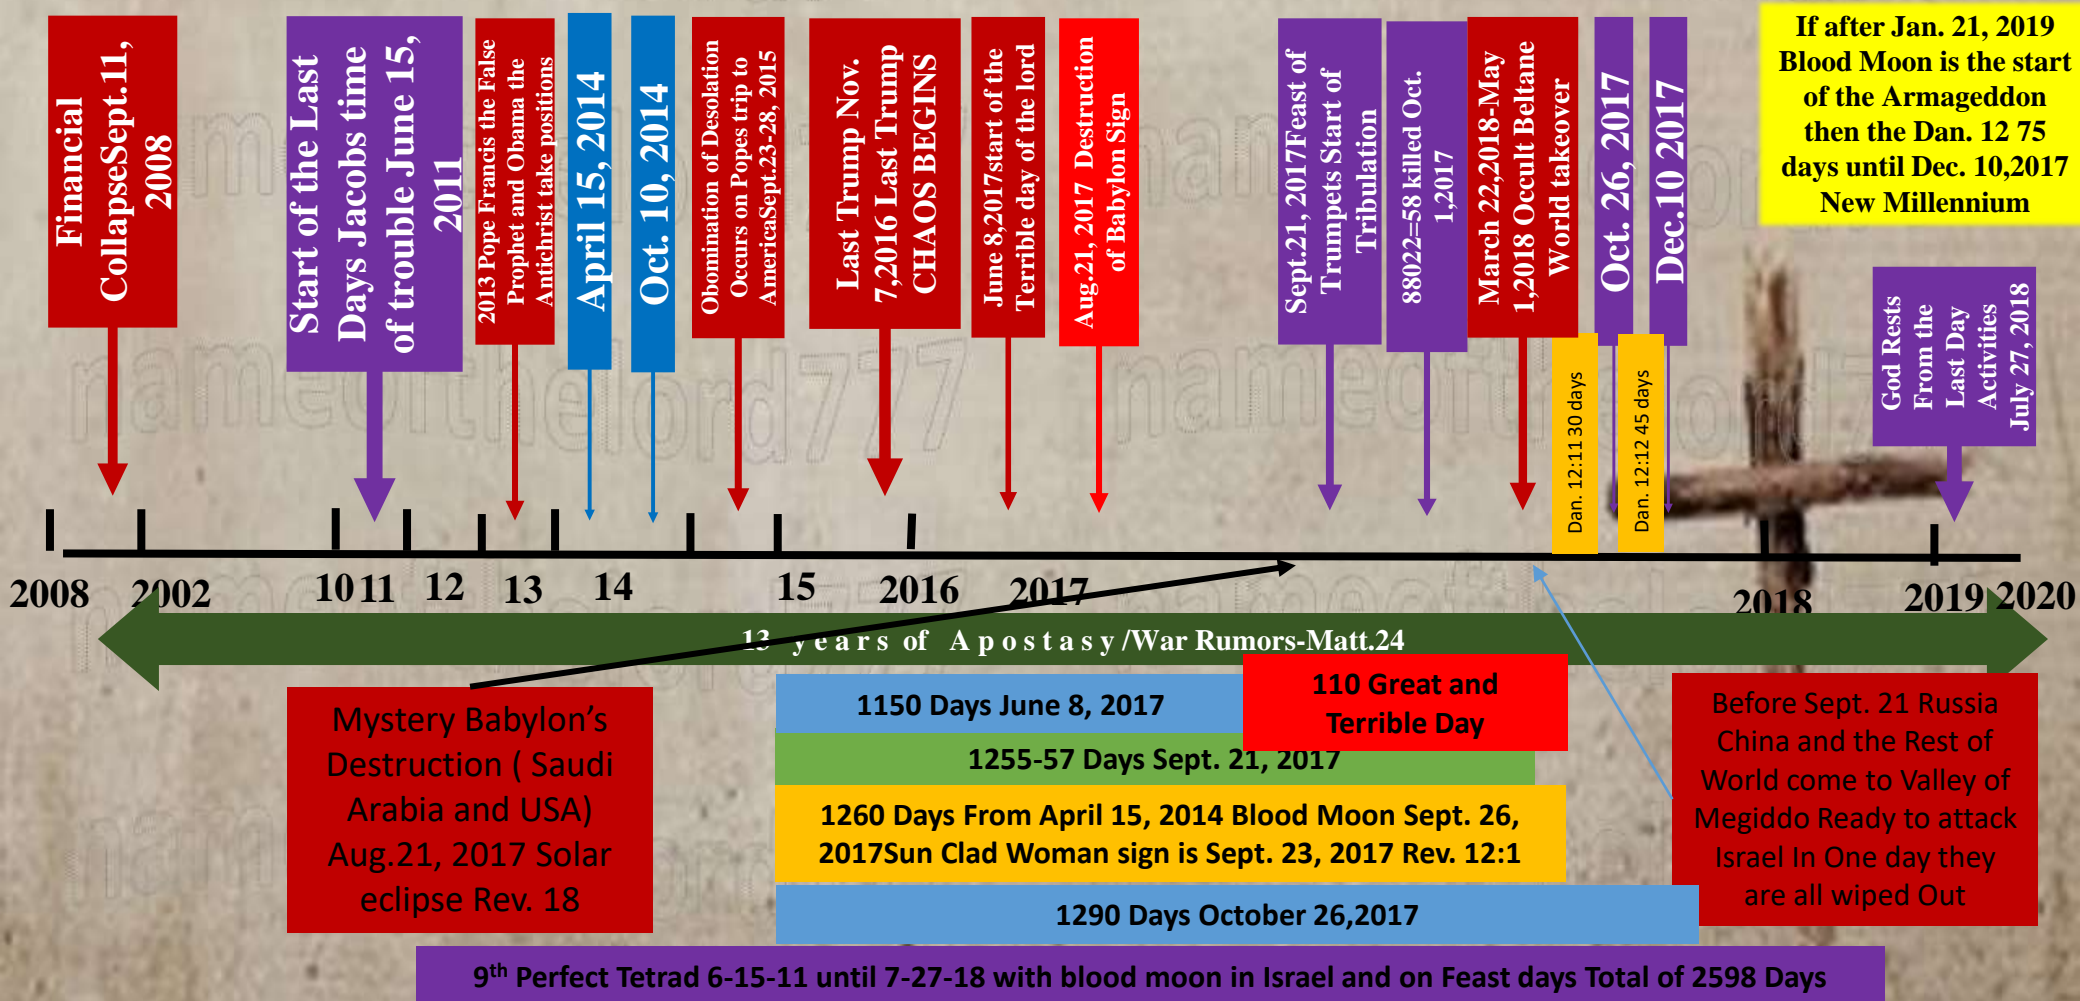 Financial
CollapseSept.11,
2008
Start of the Last
Days Jacobs time
of trouble June 15,
2011
2013 Pope Francis the False
Prophet and Obama the
Antichrist take positions
April 15, 2014
Oct. 10, 2014
Obomination of Desolation
Occurs on Popes trip to
AmericaSept.23-28, 2015
Last Trump Nov.
7,2016 Last Trump
CHAOS BEGINS
June 8,2017start of the
Terrible day of the lord
Aug.21, 2017 Destruction
of Babylon Sign
Sept.21, 2017Feast of
Trumpets Start of
Tribulation
88022=58 killed Oct.
1,2017
March 22,2018-May
1,2018 Occult Beltane
World takeover
Oct. 26, 2017
Dec.10 2017
If after Jan. 21, 2019
Blood Moon is the start
of the Armageddon
then the Dan. 12 75
days until Dec. 10,2017
New Millennium
God Rests
From the
Last Day
Activities
July 27, 2018
Dan. 12:11 30 days
Dan. 12:12 45 days
nameofthelord777
2008 2002 10 11 12 13 14 15 2016 2017 2018 2019 2020
13 years of Apostasy/War Rumors-Matt.24
Mystery Babylon’s
Destruction ( Saudi
Arabia and USA)
Aug.21, 2017 Solar
eclipse Rev. 18
1150 Days June 8, 2017
110 Great and
Terrible Day
1255-57 Days Sept. 21, 2017
1260 Days From April 15, 2014 Blood Moon Sept. 26,
2017Sun Clad Woman sign is Sept. 23, 2017 Rev. 12:1
1290 Days October 26,2017
Before Sept. 21 Russia
China and the Rest of
World come to Valley of
Megiddo Ready to attack
Israel In One day they
are all wiped Out
9th Perfect Tetrad 6-15-11 until 7-27-18 with blood moon in Israel and on Feast days Total of 2598 Days